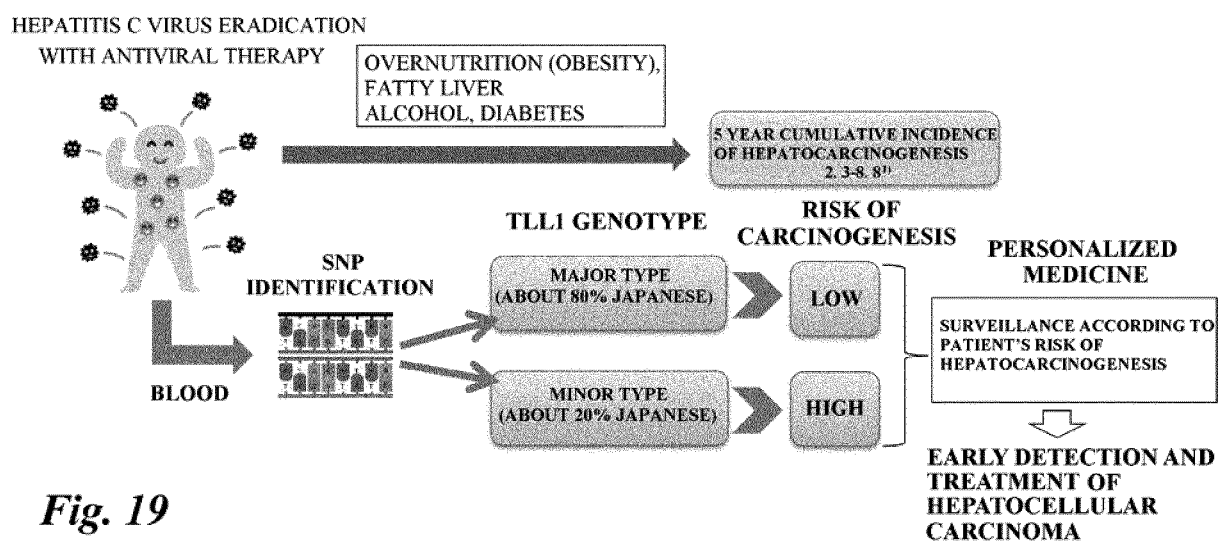 HEPATITIS C VIRUS ERADICATION
WITH ANTIVIRAL THERAPY
OVERNUTRITION (OBESITY),
FATTY LIVER
ALCOHOL, DIABETES
5 YEAR CUMULATIVE INCIDENCE
OF HEPATOCARCINOGENESIS
2. 3-8. 8¹⁾
SNP
IDENTIFICATION
BLOOD
TLL1 GENOTYPE
MAJOR TYPE
(ABOUT 80% JAPANESE)
MINOR TYPE
(ABOUT 20% JAPANESE)
RISK OF
CARCINOGENESIS
LOW
HIGH
PERSONALIZED
MEDICINE
SURVEILLANCE ACCORDING TO
PATIENT'S RISK OF
HEPATOCARCINOGENESIS
EARLY DETECTION AND
TREATMENT OF
HEPATOCELLULAR
CARCINOMA
Fig. 19